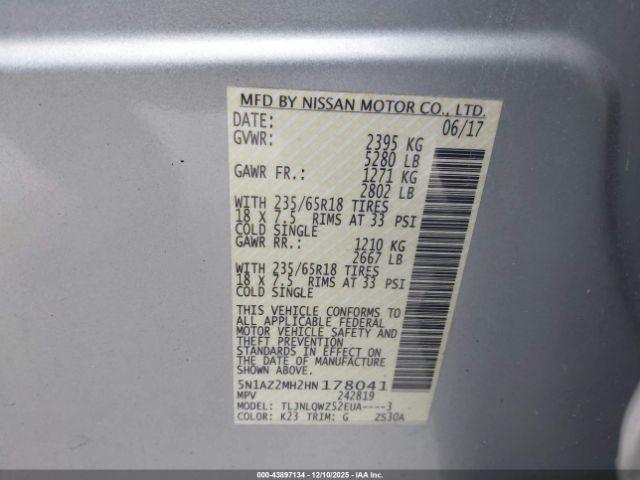 MFD BY NISSAN MOTOR CO., LTD.
DATE: 06/17
GVWR: 2395 KG
5280 LB
GAWR FR.: 1271 KG
2802 LB
WITH 235/65R18 TIRES
18 X 7.5 RIMS AT 33 PSI
COLD SINGLE
GAWR RR.: 1210 KG
2667 LB
WITH 235/65R18 TIRES
18 X 7.5 RIMS AT 33 PSI
COLD SINGLE
THIS VEHICLE CONFORMS TO
ALL APPLICABLE FEDERAL
MOTOR VEHICLE SAFETY AND
THEFT PREVENTION
STANDARDS IN EFFECT ON
THE DATE OF MANUFACTURE
SHOWN ABOVE.
5N1AZ2MH2HN178041
MPV 242819
MODEL: TLJNLQWZS2EUA----3
COLOR: K23 TRIM: G ZS30A
000-43897134 - 12/10/2025 - IAAI.COM